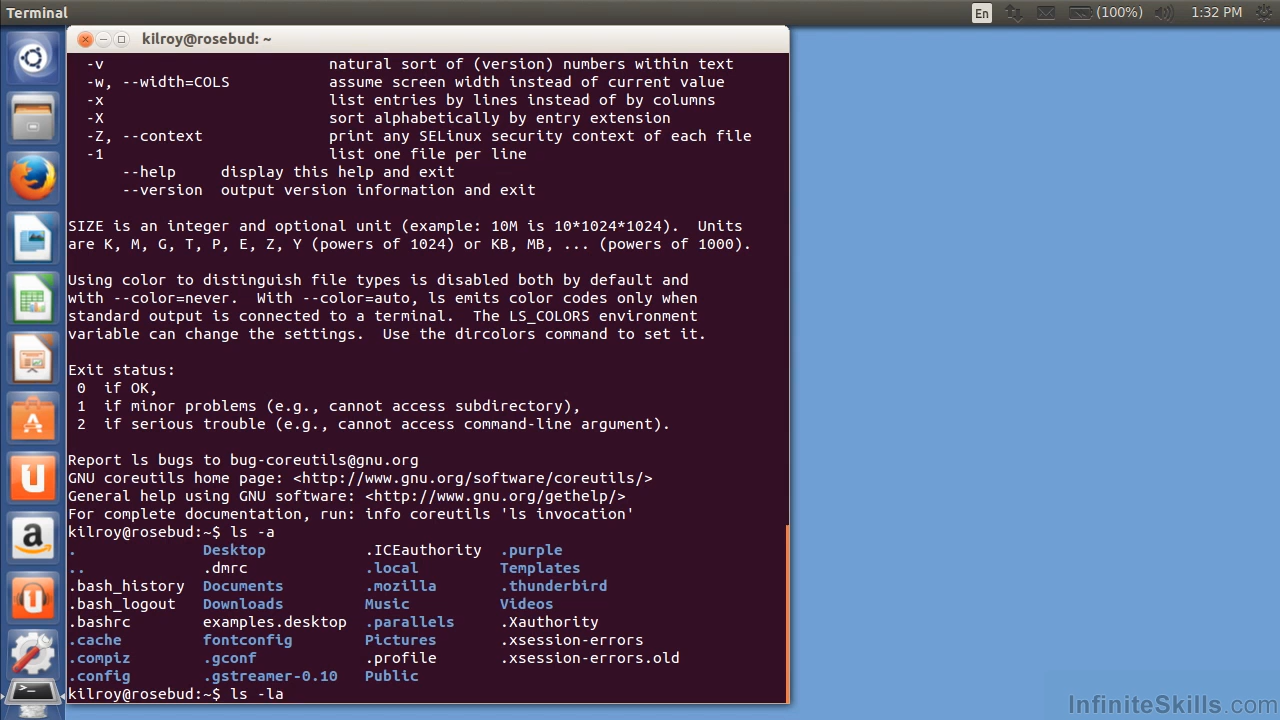 Terminal
En
(100%)
1:32 PM
kilroy@rosebud: ~
-v natural sort of (version) numbers within text
-w, --width=COLS assume screen width instead of current value
-x list entries by lines instead of by columns
-X sort alphabetically by entry extension
-Z, --context print any SELinux security context of each file
-1 list one file per line
--help display this help and exit
--version output version information and exit
SIZE is an integer and optional unit (example: 10M is 10*1024*1024). Units
are K, M, G, T, P, E, Z, Y (powers of 1024) or KB, MB, ... (powers of 1000).
Using color to distinguish file types is disabled both by default and
with --color=never. With --color=auto, ls emits color codes only when
standard output is connected to a terminal. The LS_COLORS environment
variable can change the settings. Use the dircolors command to set it.
Exit status:
0 if OK,
1 if minor problems (e.g., cannot access subdirectory),
2 if serious trouble (e.g., cannot access command-line argument).
Report ls bugs to bug-coreutils@gnu.org
GNU coreutils home page: <http://www.gnu.org/software/coreutils/>
General help using GNU software: <http://www.gnu.org/gethelp/>
For complete documentation, run: info coreutils 'ls invocation'
kilroy@rosebud:~$ ls -a
. Desktop .ICEauthority .purple
.. .dmrc .local Templates
.bash_history Documents .mozilla .thunderbird
.bash_logout Downloads Music Videos
.bashrc examples.desktop .parallels .Xauthority
.cache fontconfig Pictures .xsession-errors
.compiz .gconf .profile .xsession-errors.old
.config .gstreamer-0.10 Public
kilroy@rosebud:~$ ls -la
InfiniteSkills.com